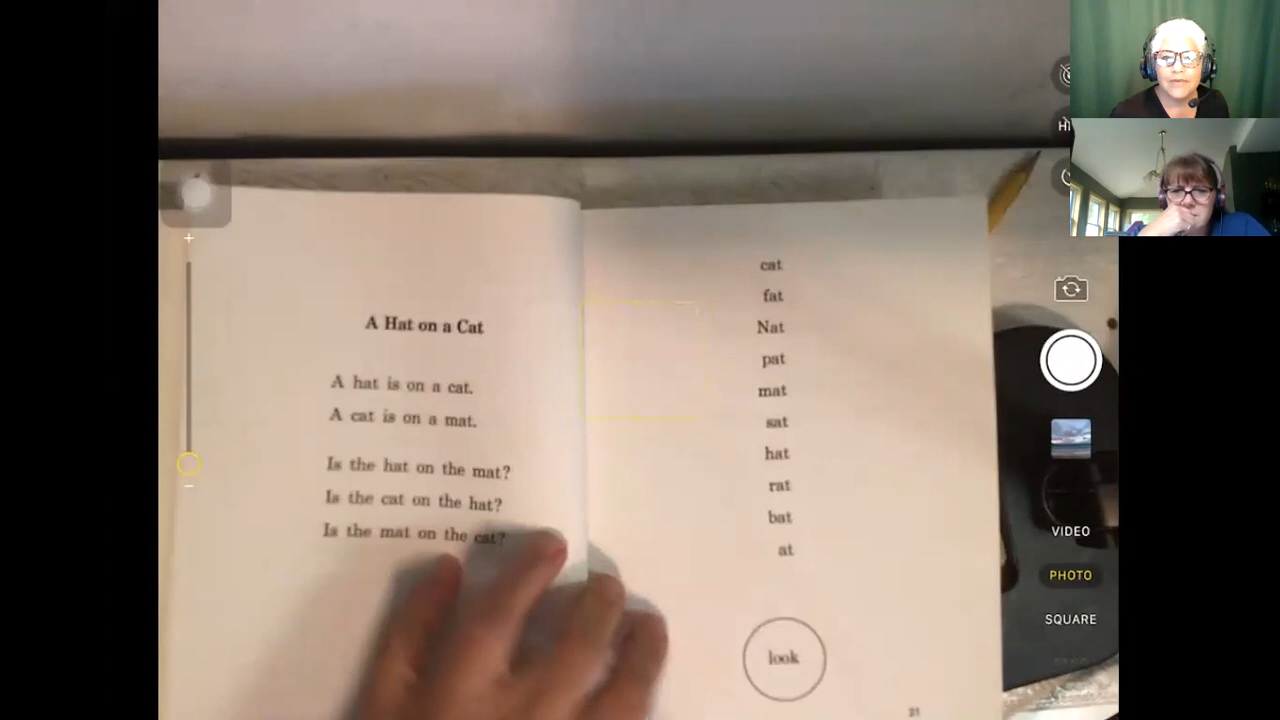 A Hat on a Cat
A hat is on a cat.
A cat is on a mat.
Is the hat on the mat?
Is the cat on the hat?
Is the mat on the cat?
cat
fat
Nat
pat
mat
sat
hat
rat
bat
at
look
21
VIDEO
PHOTO
SQUARE